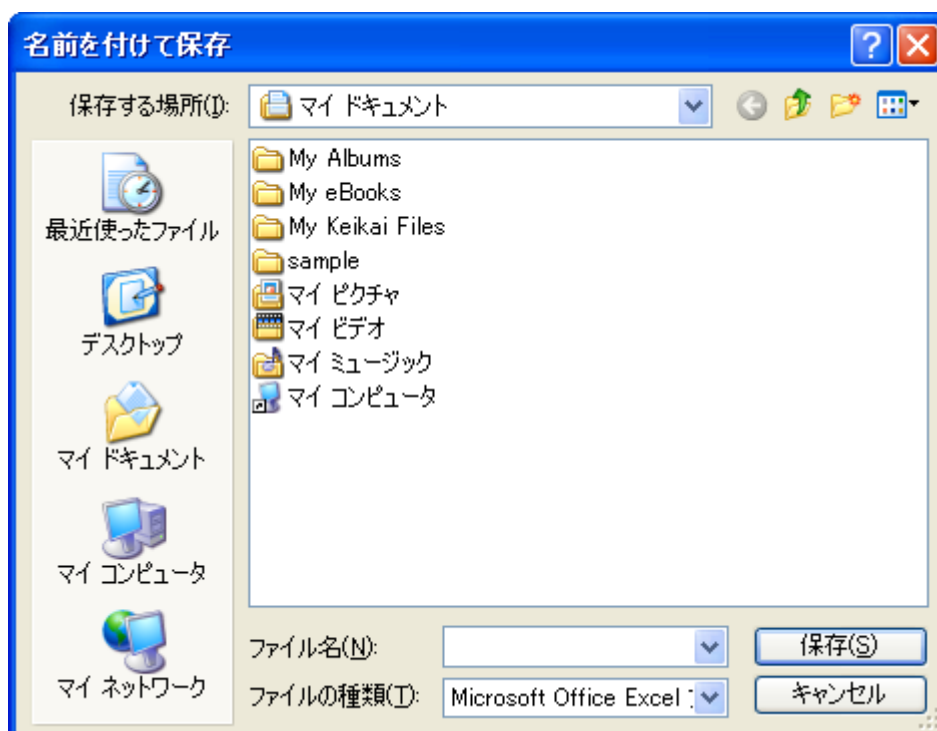 名前を付けて保存
保存する場所(I):
マイ ドキュメント
最近使ったファイル
デスクトップ
マイ ドキュメント
マイ コンピュータ
マイ ネットワーク
My Albums
My eBooks
My Keikai Files
sample
マイ ピクチャ
マイ ビデオ
マイ ミュージック
マイ コンピュータ
ファイル名(N):
保存(S)
ファイルの種類(T):
Microsoft Office Excel
キャンセル